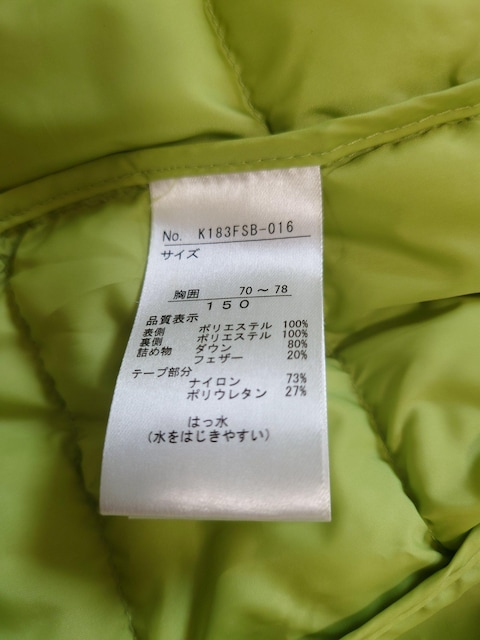 No. K183FSB-016
サイズ
胸囲 70～78
150
品質表示
表側 ポリエステル 100%
裏側 ポリエステル 100%
詰め物 ダウン 80%
フェザー 20%
テープ部分
ナイロン 73%
ポリウレタン 27%
はっ水
(水をはじきやすい)